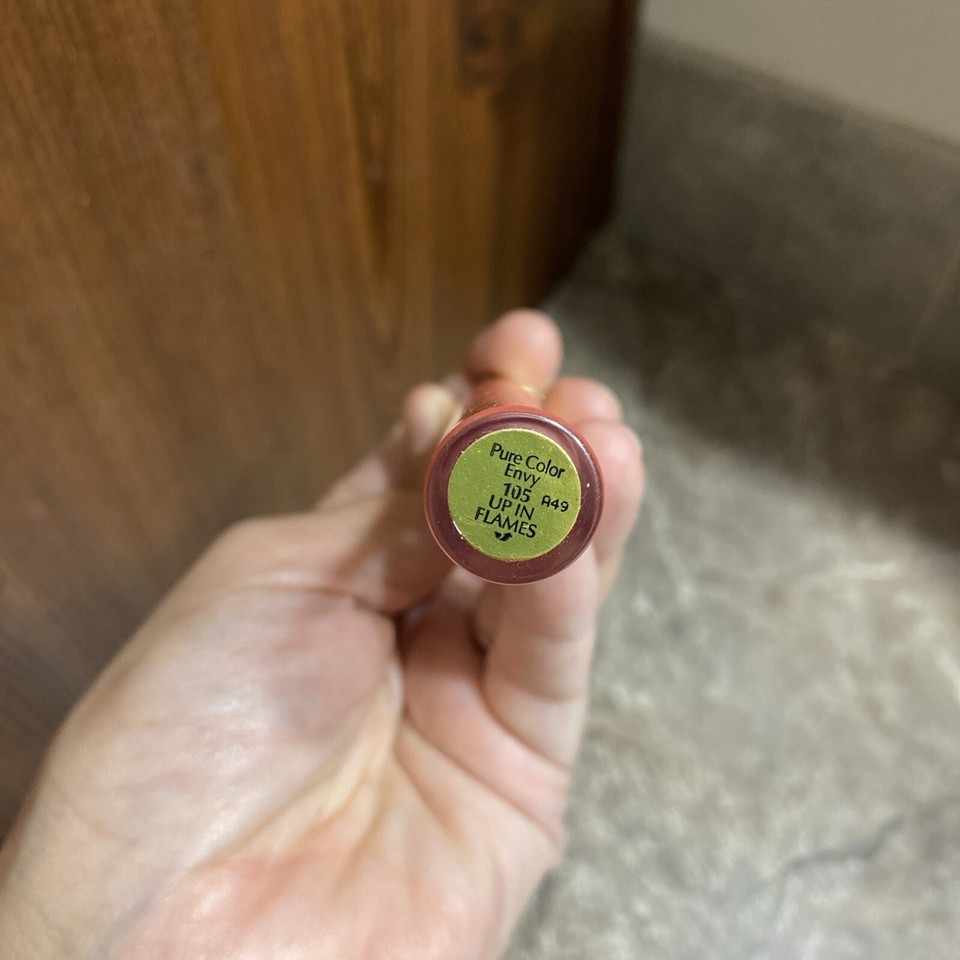 Pure Color
Envy
105 A49
UP IN
FLAMES